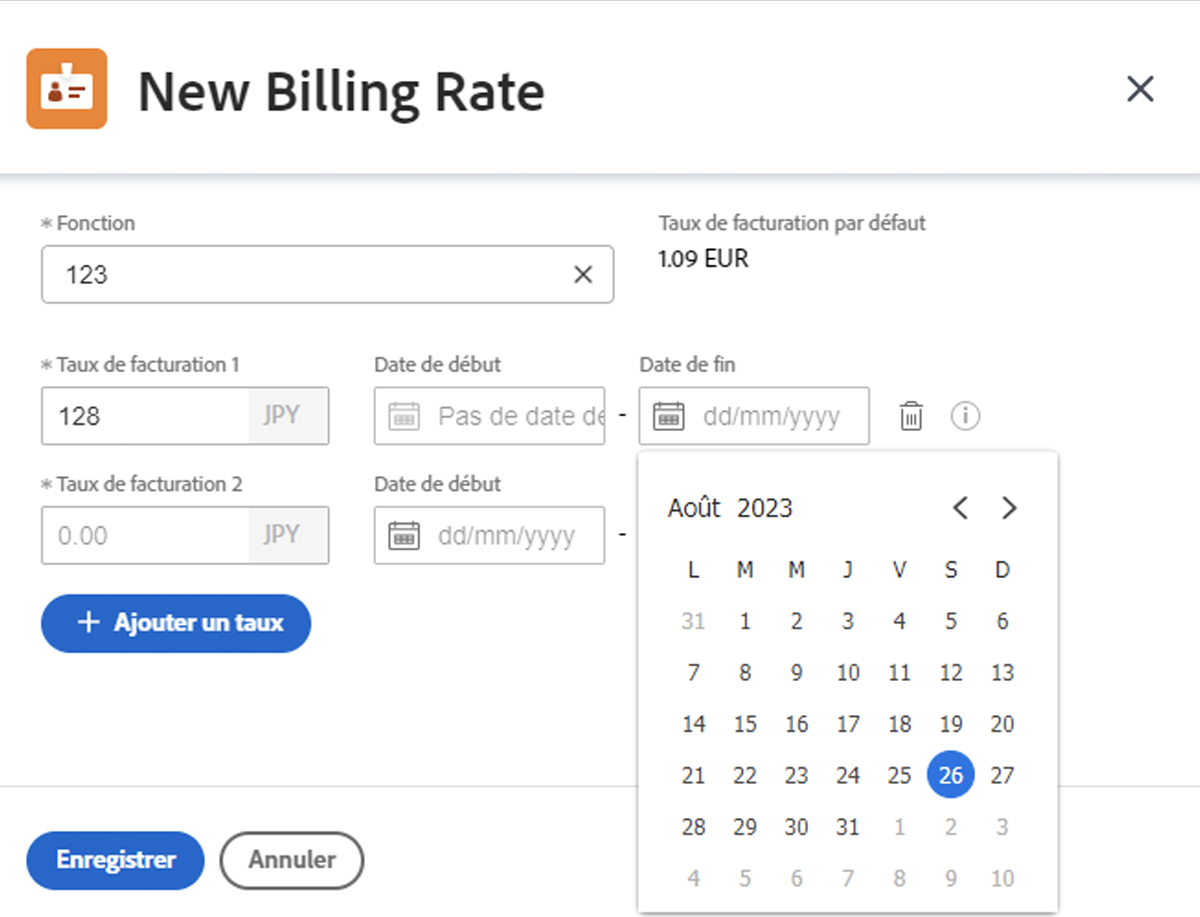 New Billing Rate
* Fonction
Taux de facturation par défaut
123
1.09 EUR
* Taux de facturation 1
Date de début
Date de fin
128 JPY
Pas de date de
-
dd/mm/yyyy
* Taux de facturation 2
Date de début
0.00 JPY
dd/mm/yyyy
-
Août 2023
L M M J V S D
31 1 2 3 4 5 6
7 8 9 10 11 12 13
14 15 16 17 18 19 20
21 22 23 24 25 26 27
28 29 30 31 1 2 3
4 5 6 7 8 9 10
+ Ajouter un taux
Enregistrer
Annuler